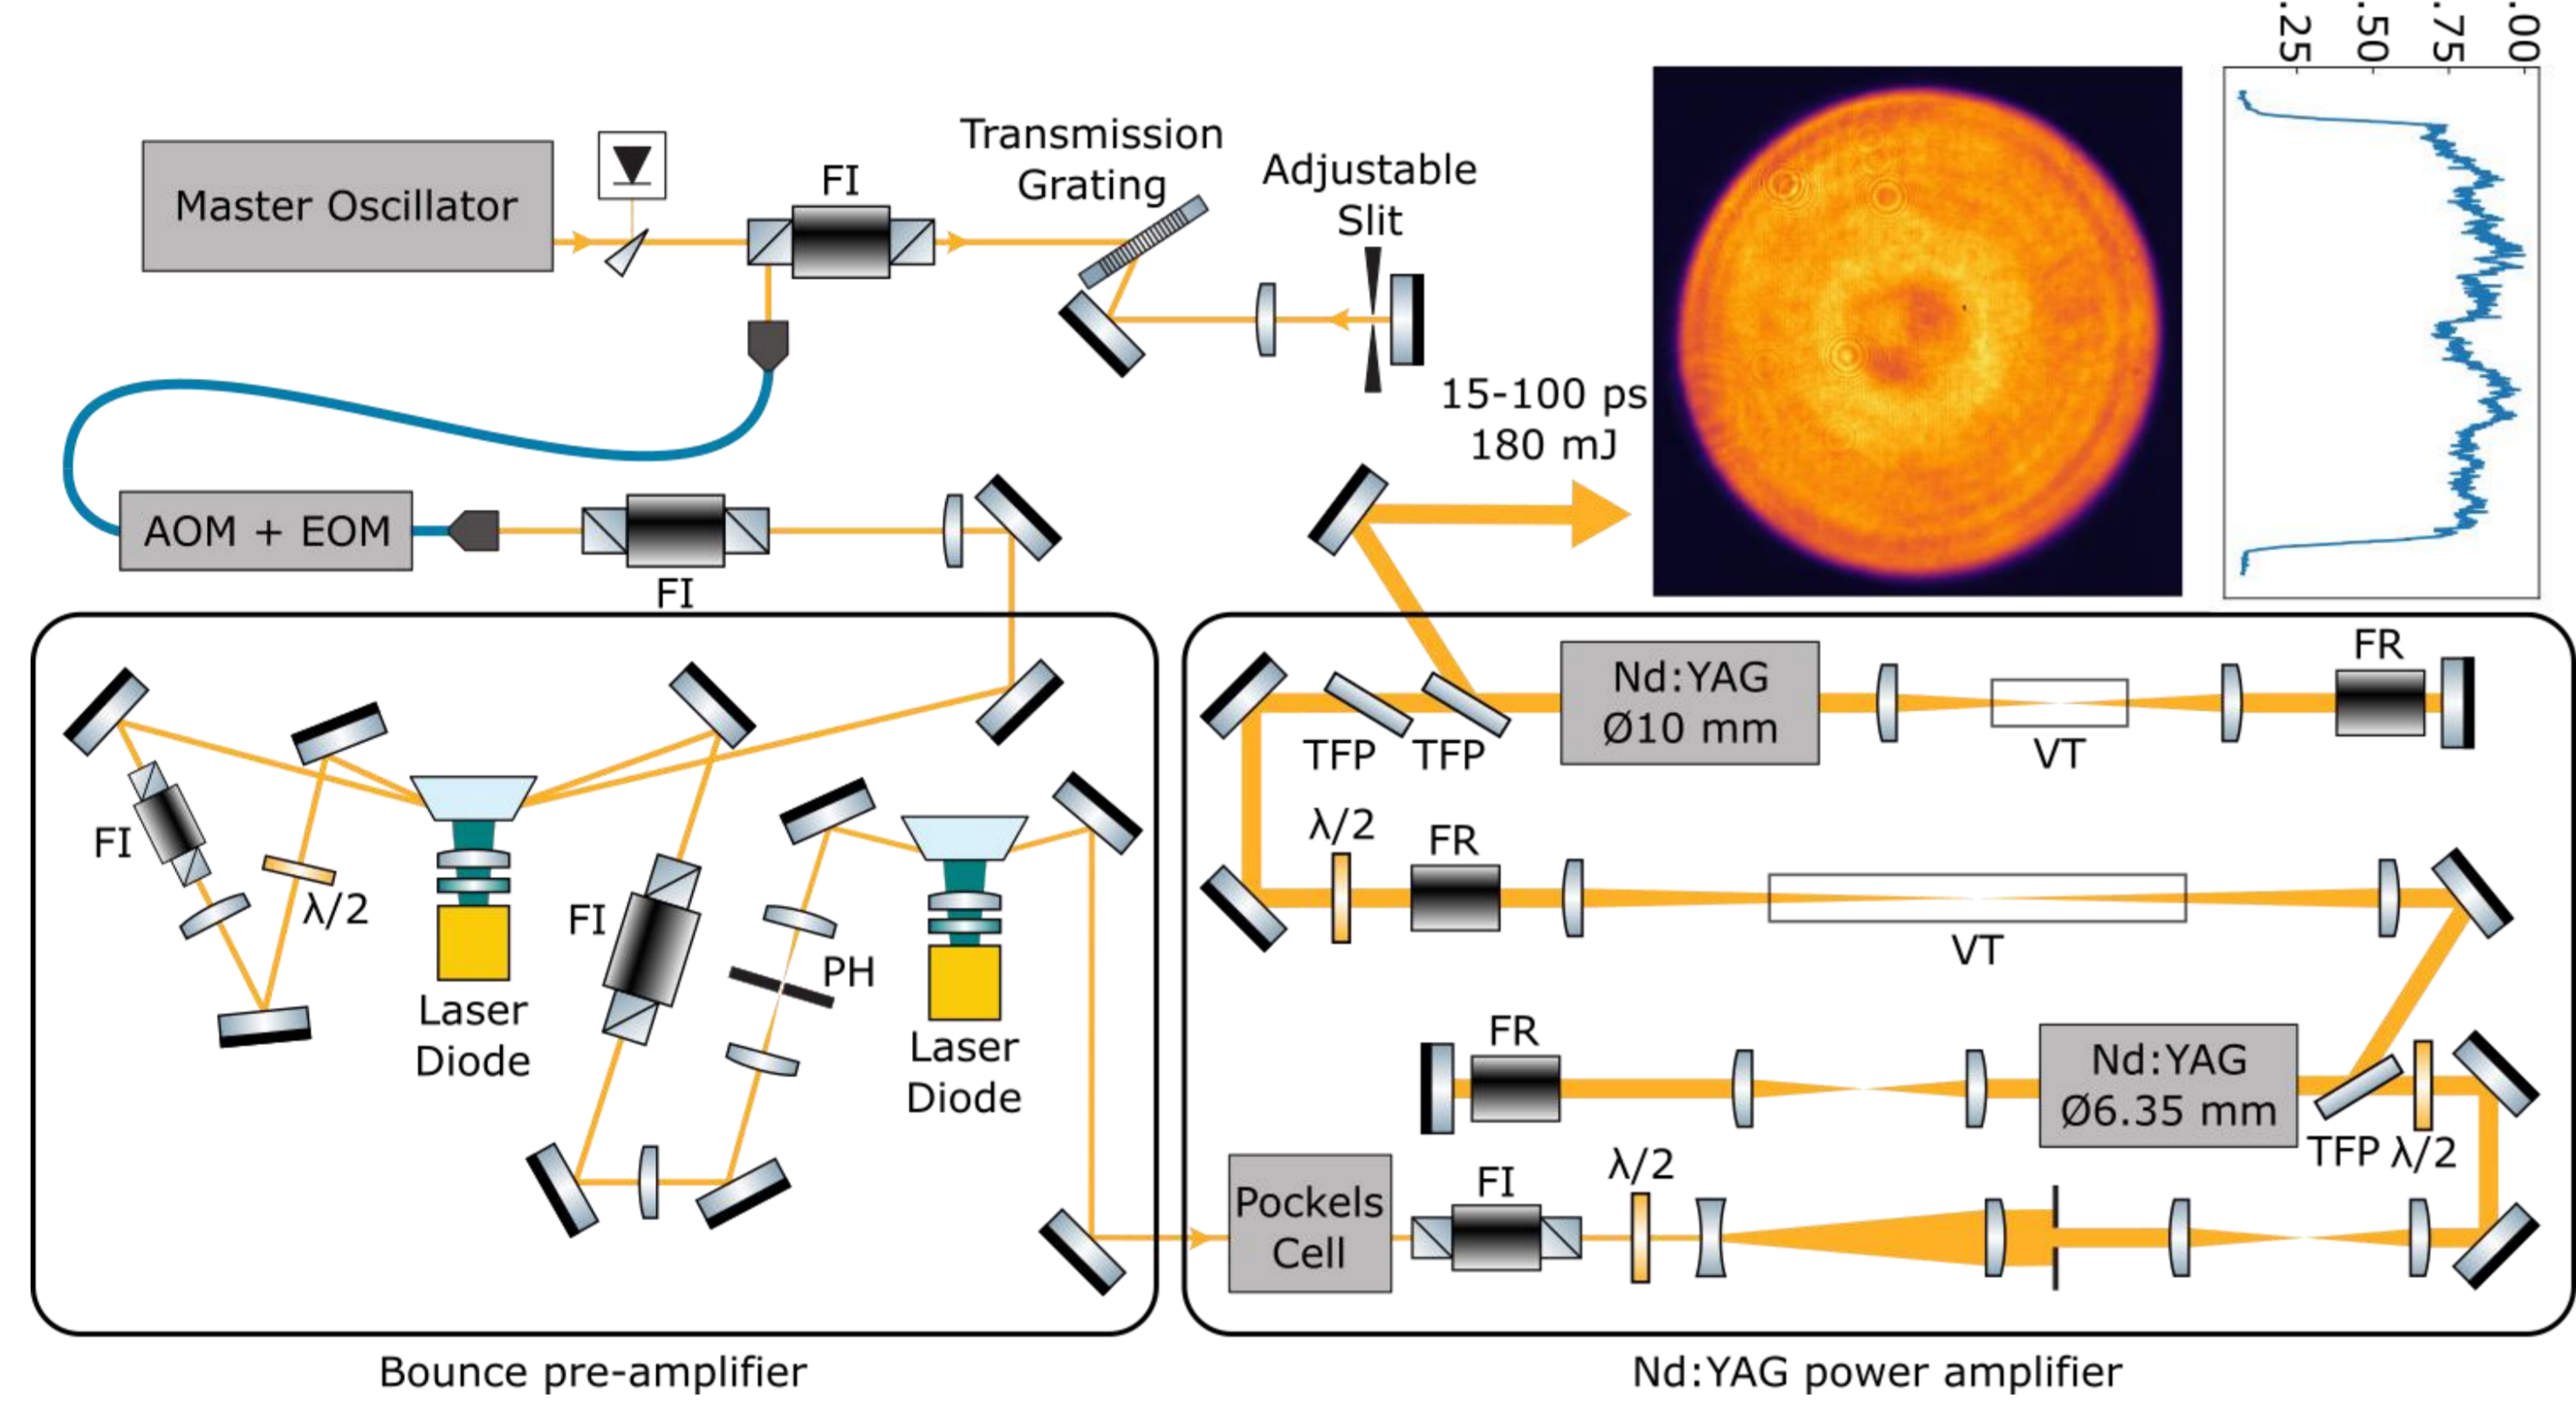 .25
.50
.75
.00
Transmission
Grating
FI
Adjustable
Slit
Master Oscillator
15-100 ps
180 mJ
AOM + EOM
FI
FI
λ/2
Laser
Diode
FI
PH
Laser
Diode
Bounce pre-amplifier
Nd:YAG
Ø10 mm
FR
TFP
TFP
VT
λ/2
FR
VT
FR
Nd:YAG
Ø6.35 mm
TFP
λ/2
Pockels
Cell
FI
λ/2
Nd:YAG power amplifier